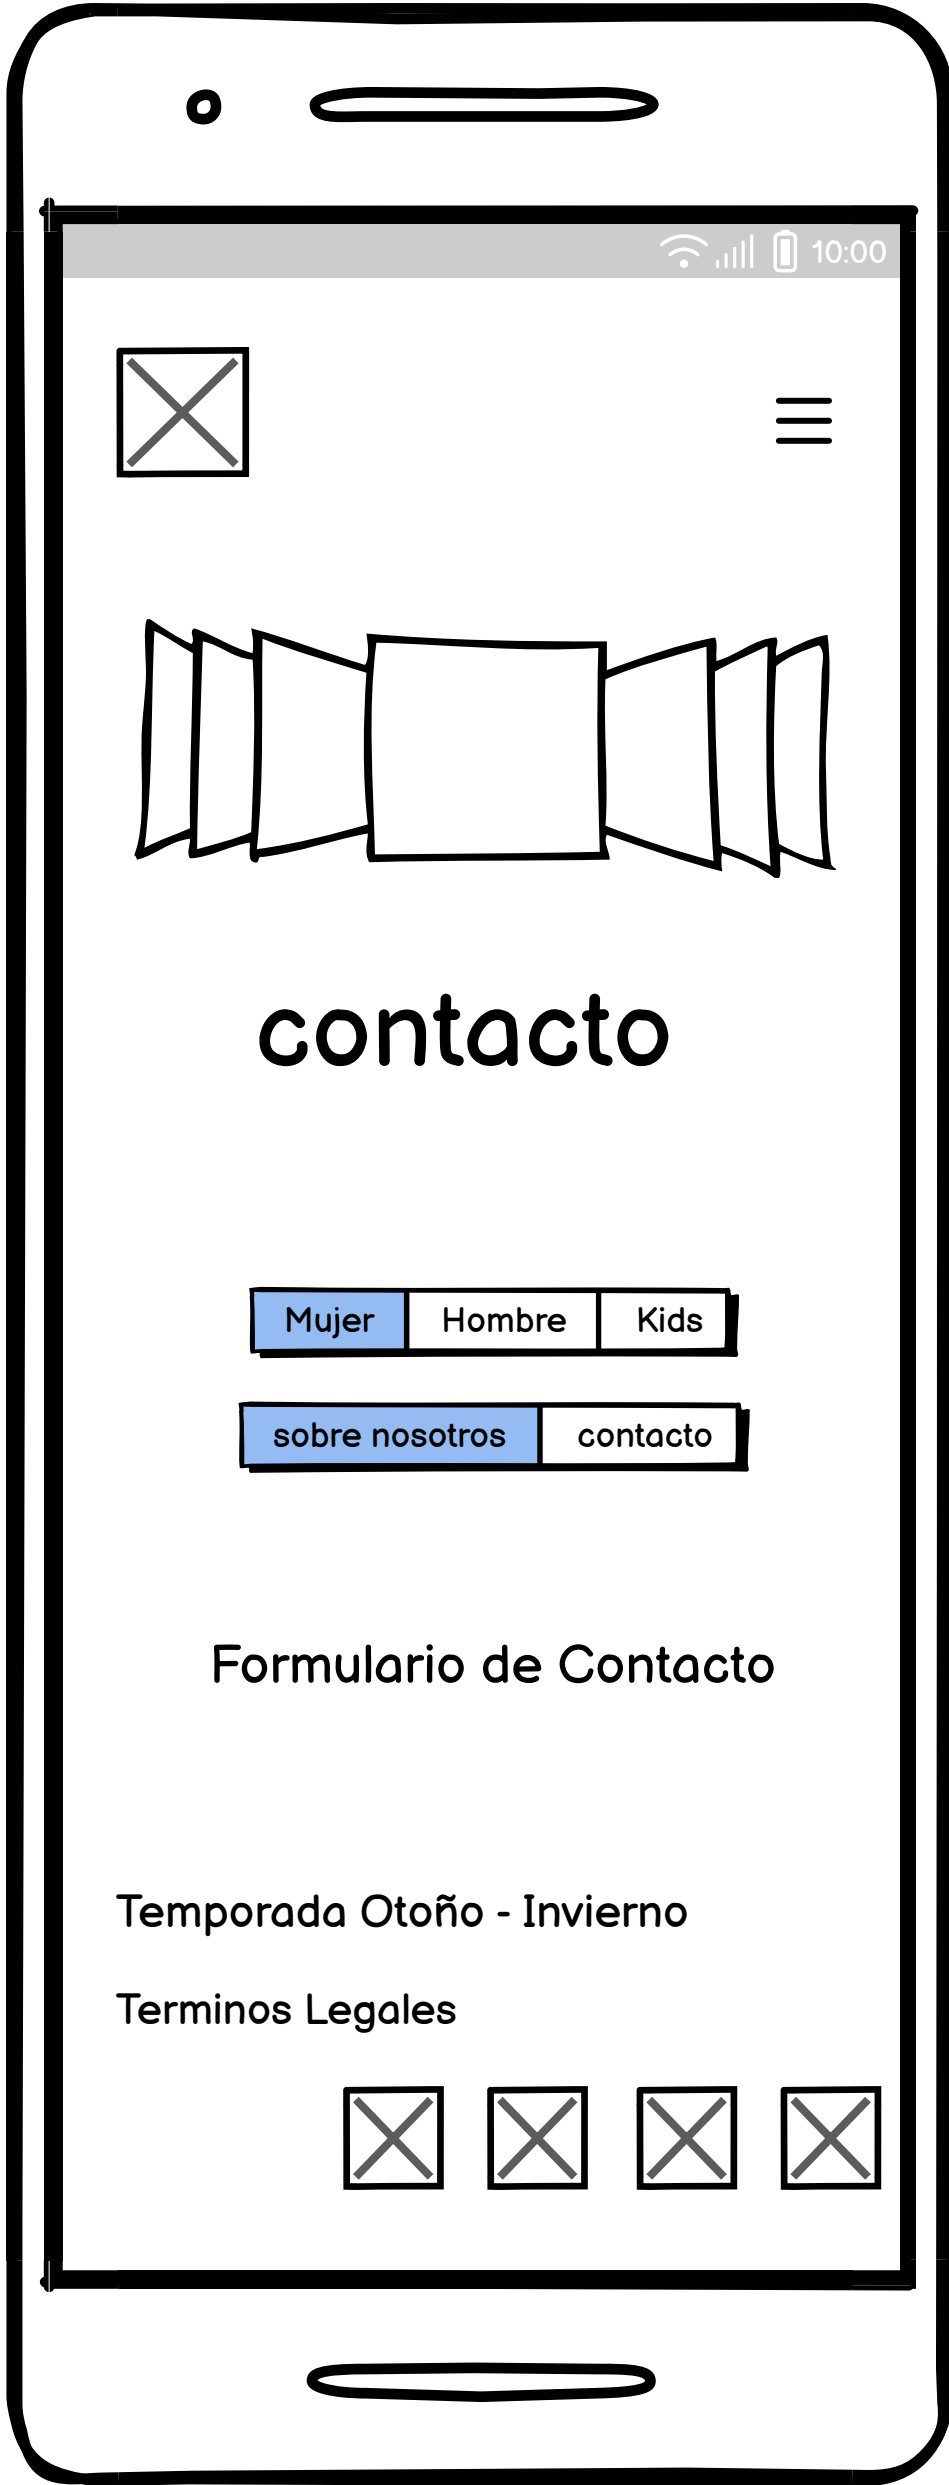 10:00
contacto
Mujer Hombre Kids
sobre nosotros contacto
Formulario de Contacto
Temporada Otoño - Invierno
Terminos Legales